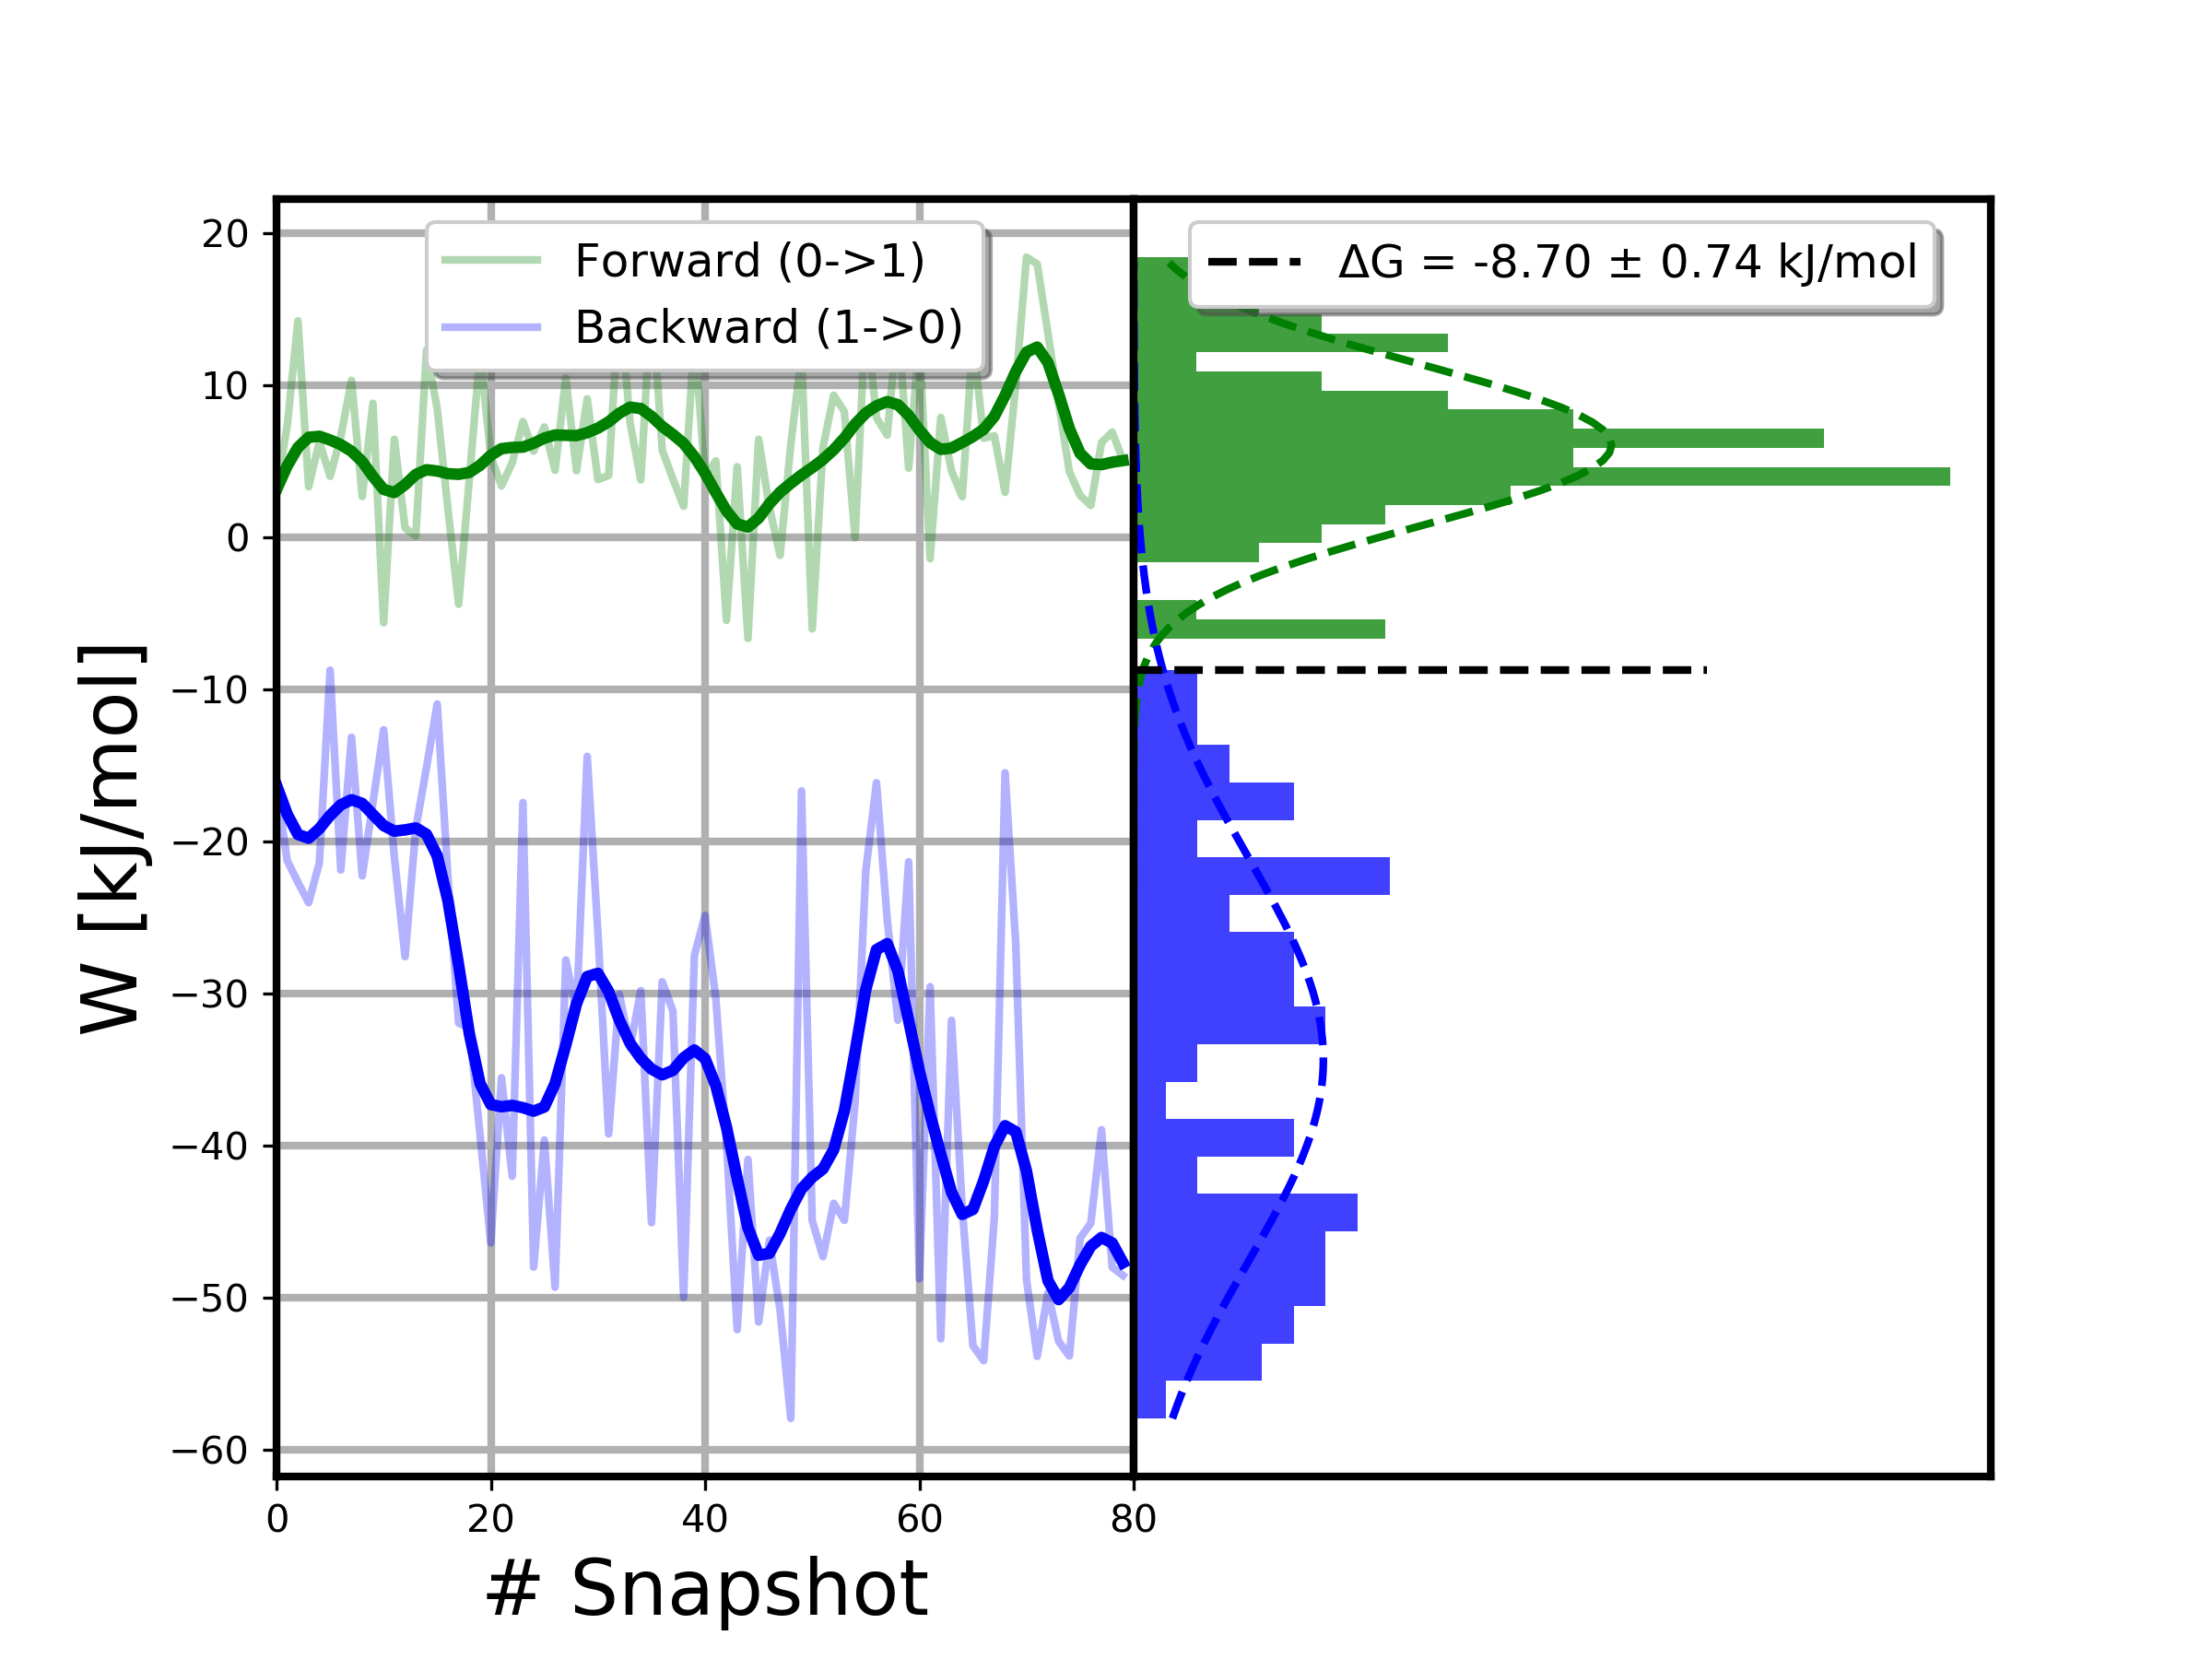 Forward (0->1)
Backward (1->0)
ΔG = -8.70 ± 0.74 kJ/mol
W [kJ/mol]
20
10
0
−10
−20
−30
−40
−50
−60
0 20 40 60 80
# Snapshot